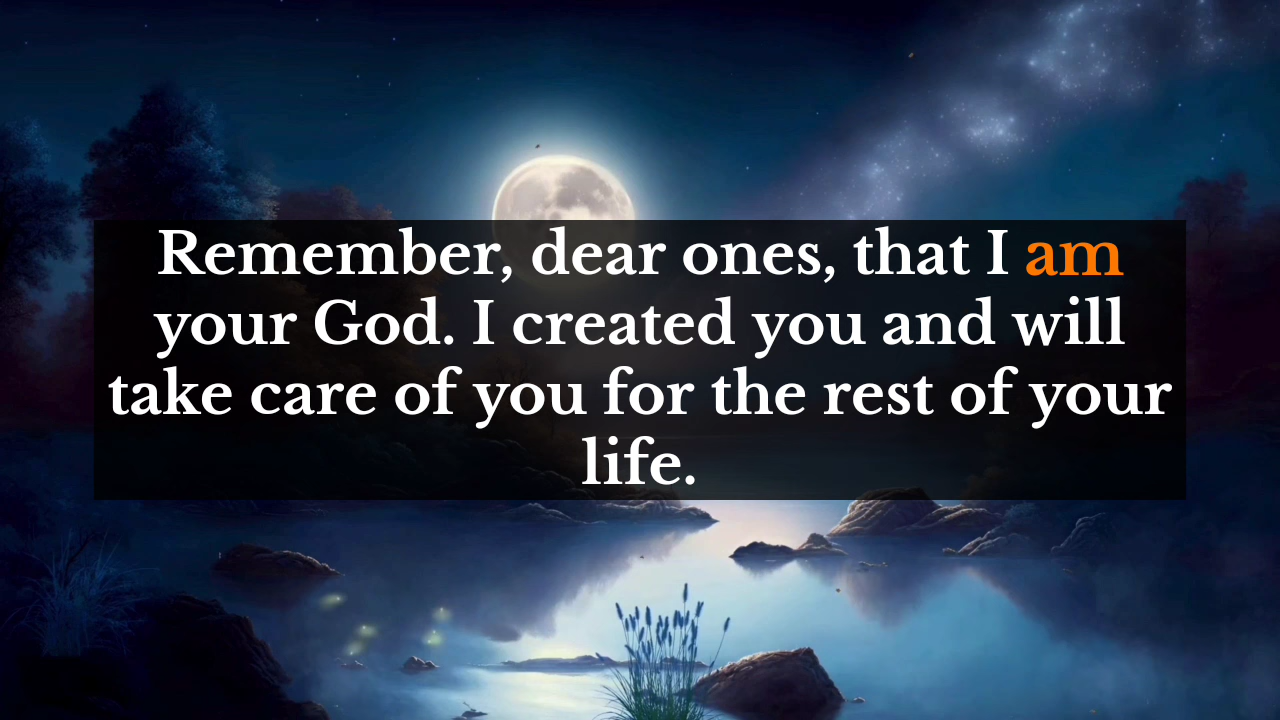 Remember, dear ones, that I am
your God. I created you and will
take care of you for the rest of your
life.